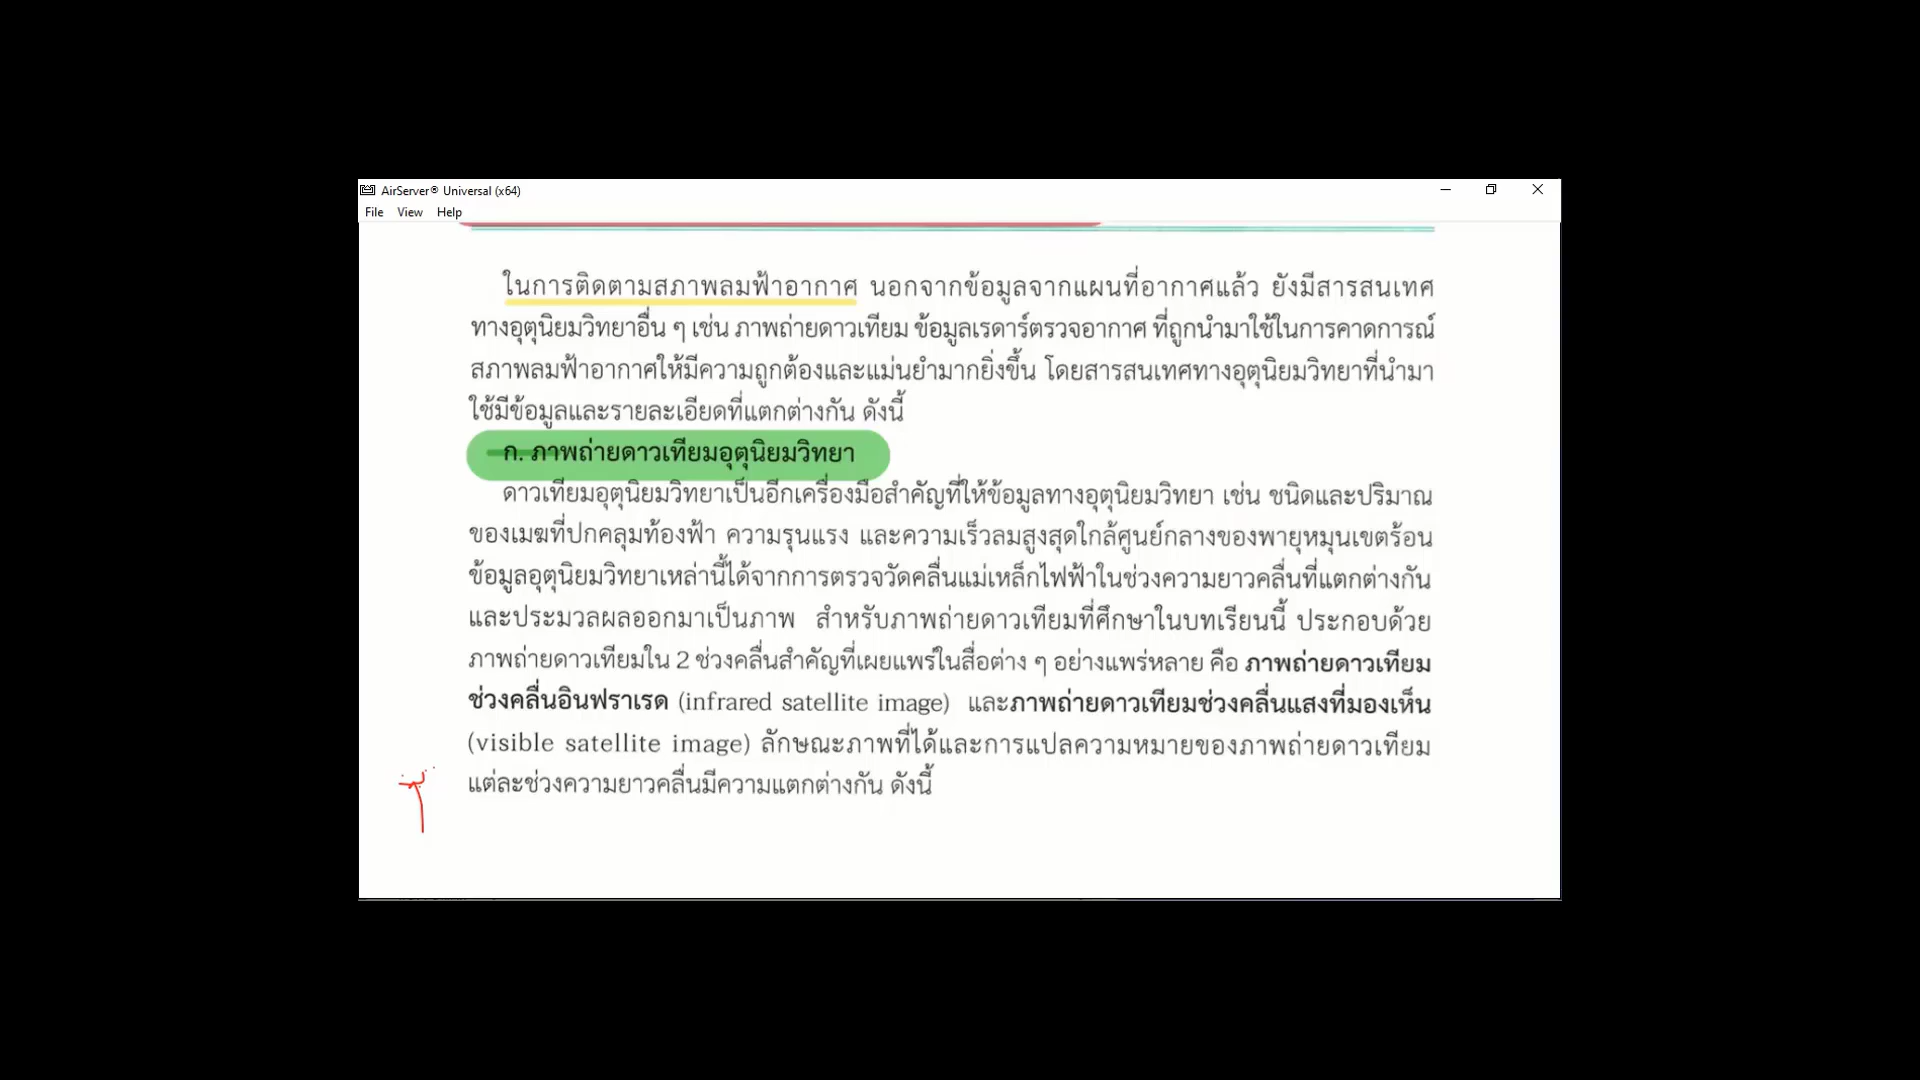 AirServer® Universal (x64)
File View Help
ในการติดตามสภาพลมฟ้าอากาศ นอกจากข้อมูลจากแผนที่อากาศแล้ว ยังมีสารสนเทศ
ทางอุตุนิยมวิทยาอื่น ๆ เช่น ภาพถ่ายดาวเทียม ข้อมูลเรดาร์ตรวจอากาศ ที่ถูกนำมาใช้ในการคาดการณ์
สภาพลมฟ้าอากาศให้มีความถูกต้องและแม่นยำมากยิ่งขึ้น โดยสารสนเทศทางอุตุนิยมวิทยาที่นำมา
ใช้มีข้อมูลและรายละเอียดที่แตกต่างกัน ดังนี้
ก. ภาพถ่ายดาวเทียมอุตุนิยมวิทยา
ดาวเทียมอุตุนิยมวิทยาเป็นอีกเครื่องมือสำคัญที่ให้ข้อมูลทางอุตุนิยมวิทยา เช่น ชนิดและปริมาณ
ของเมฆที่ปกคลุมท้องฟ้า ความรุนแรง และความเร็วลมสูงสุดใกล้ศูนย์กลางของพายุหมุนเขตร้อน
ข้อมูลอุตุนิยมวิทยาเหล่านี้ได้จากการตรวจวัดคลื่นแม่เหล็กไฟฟ้าในช่วงความยาวคลื่นที่แตกต่างกัน
และประมวลผลออกมาเป็นภาพ สำหรับภาพถ่ายดาวเทียมที่ศึกษาในบทเรียนนี้ ประกอบด้วย
ภาพถ่ายดาวเทียมใน 2 ช่วงคลื่นสำคัญที่เผยแพร่ในสื่อต่าง ๆ อย่างแพร่หลาย คือ ภาพถ่ายดาวเทียม
ช่วงคลื่นอินฟราเรด (infrared satellite image) และภาพถ่ายดาวเทียมช่วงคลื่นแสงที่มองเห็น
(visible satellite image) ลักษณะภาพที่ได้และการแปลความหมายของภาพถ่ายดาวเทียม
แต่ละช่วงความยาวคลื่นมีความแตกต่างกัน ดังนี้